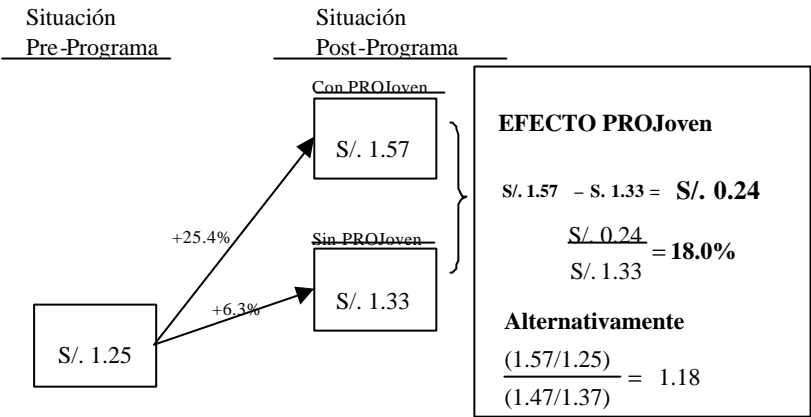 Situación
Pre-Programa
Situación
Post-Programa
Con PROJoven
S/. 1.57
+25.4%
Sin PROJoven
S/. 1.33
+6.3%
S/. 1.25
EFECTO PROJoven
S/. 1.57 – S. 1.33 = S/. 0.24
S/. 0.24
S/. 1.33
= 18.0%
Alternativamente
(1.57/1.25)
(1.47/1.37)
= 1.18